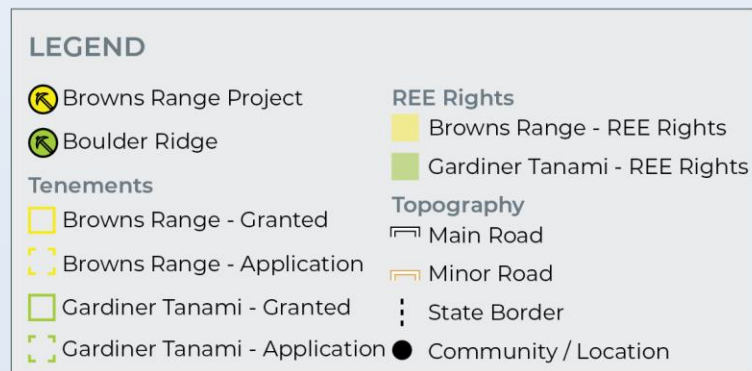 LEGEND
Browns Range Project
Boulder Ridge
Tenements
Browns Range - Granted
Browns Range - Application
Gardiner Tanami - Granted
Gardiner Tanami - Application
REE Rights
Browns Range - REE Rights
Gardiner Tanami - REE Rights
Topography
Main Road
Minor Road
State Border
Community / Location